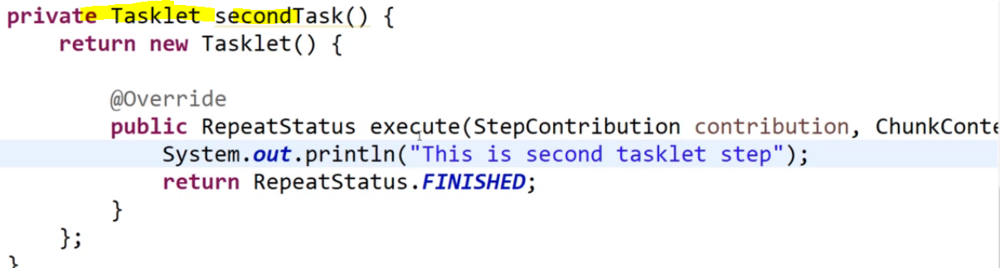 private Tasklet secondTask() {
return new Tasklet() {
@Override
public RepeatStatus execute(StepContribution contribution, ChunkConte
System.out.println("This is second tasklet step");
return RepeatStatus.FINISHED;
}
};
}